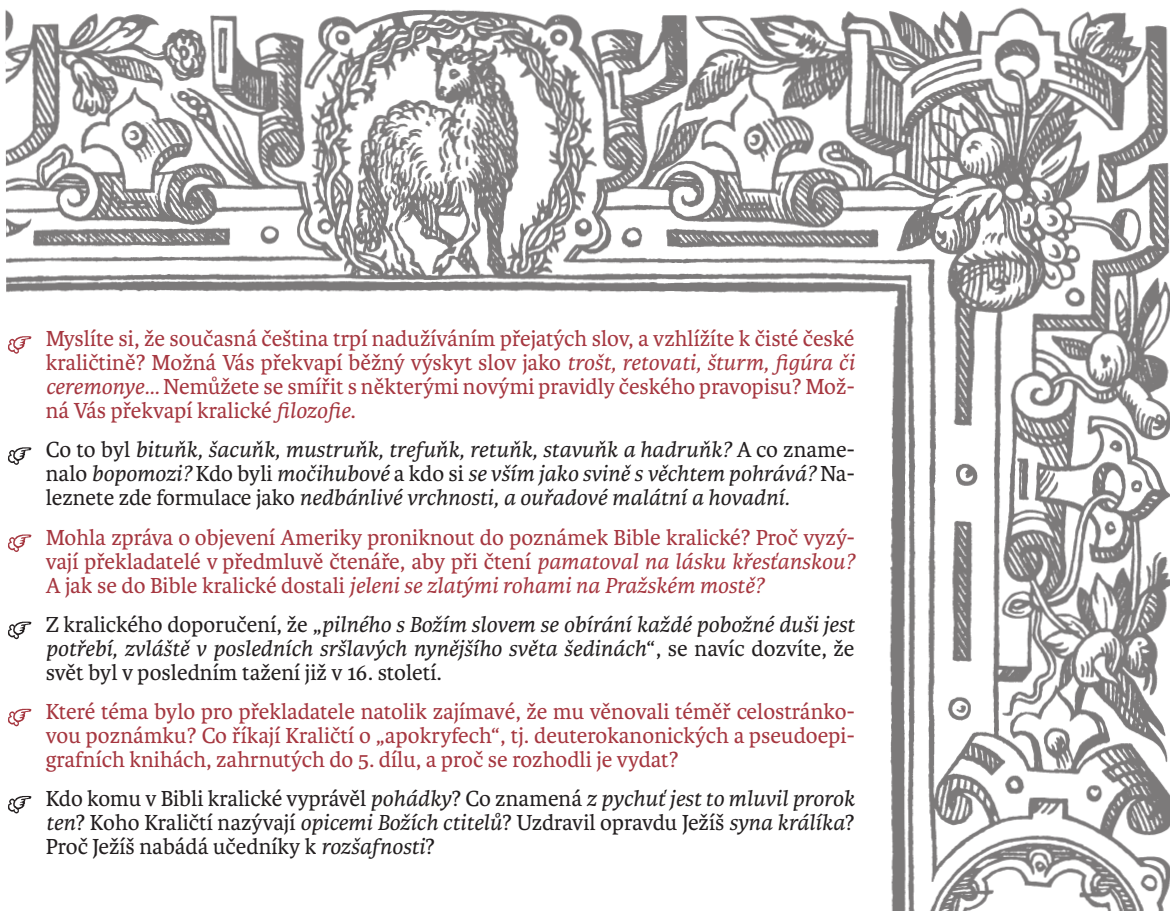 ☞ Myslíte si, že současná čeština trpí nadužíváním přejatých slov, a vzhlížíte k čisté české
kraličtině? Možná Vás překvapí běžný výskyt slov jako trošt, retovati, šturm, figúra či
ceremonye... Nemůžete se smířit s některými novými pravidly českého pravopisu? Mož-
ná Vás překvapí kralické filozofie.
☞ Co to byl bituňk, šacuňk, mustruňk, trefuňk, retuňk, stavuňk a hadruňk? A co zname-
nalo bopomozi? Kdo byli močihubové a kdo si se vším jako svině s věchtem pohrává? Na-
leznete zde formulace jako nedbánlivé vrchnosti, a ouřadové malátní a hovadní.
☞ Mohla zpráva o objevení Ameriky proniknout do poznámek Bible kralické? Proč vyzý-
vají překladatelé v předmluvě čtenáře, aby při čtení pamatoval na lásku křesťanskou?
A jak se do Bible kralické dostali jeleni se zlatými rohami na Pražském mostě?
☞ Z kralického doporučení, že „pilného s Božím slovem se obírání každé pobožné duši jest
potřebí, zvláště v posledních sršlavých nynějšího světa šedinách“, se navíc dozvíte, že
svět byl v posledním tažení již v 16. století.
☞ Které téma bylo pro překladatele natolik zajímavé, že mu věnovali téměř celostránko-
vou poznámku? Co říkají Kraličtí o „apokryfech“, tj. deuterokanonických a pseudoepi-
grafních knihách, zahrnutých do 5. dílu, a proč se rozhodli je vydat?
☞ Kdo komu v Bibli kralické vyprávěl pohádky? Co znamená z pychuť jest to mluvil prorok
ten? Koho Kraličtí nazývají opicemi Božích ctitelů? Uzdravil opravdu Ježíš syna králíka?
Proč Ježíš nabádá učedníky k rozšafnosti?